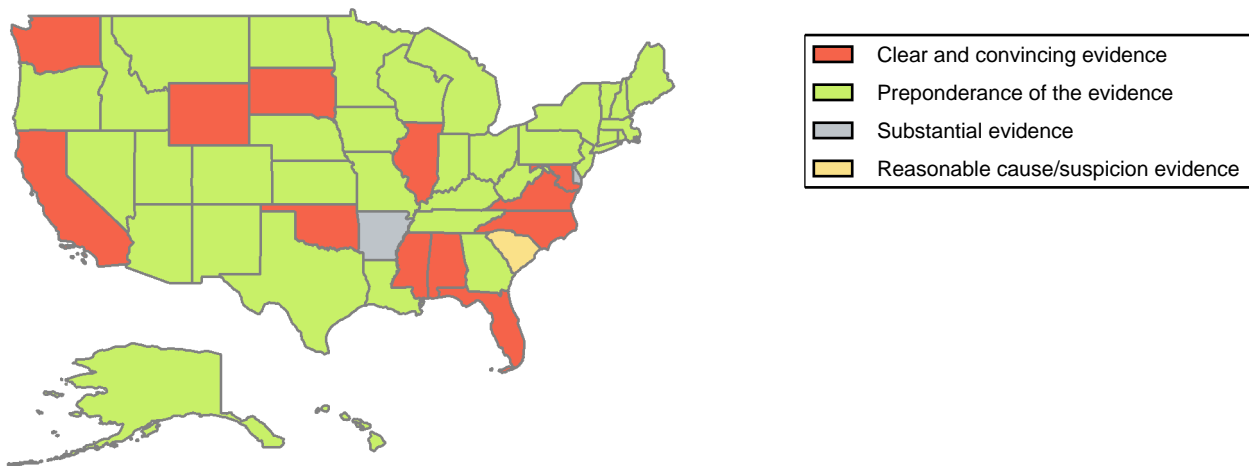 Clear and convincing evidence
Preponderance of the evidence
Substantial evidence
Reasonable cause/suspicion evidence